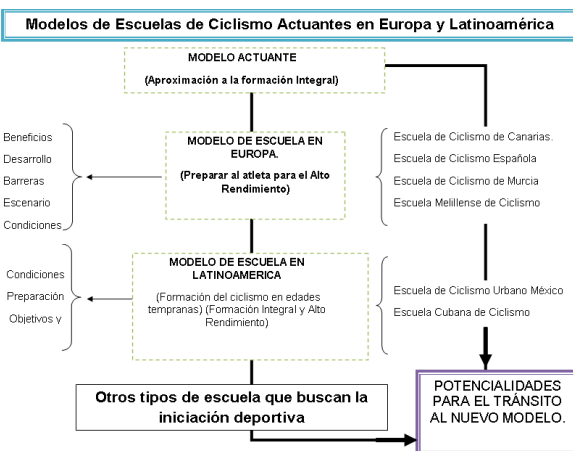 Modelos de Escuelas de Ciclismo Actuantes en Europa y Latinoamérica
MODELO ACTUANTE
(Aproximación a la formación Integral)
Beneficios
Desarrollo
Barreras
Escenario
Condiciones
MODELO DE ESCUELA EN
EUROPA.
(Preparar al atleta para el Alto
Rendimiento)
Escuela de Ciclismo de Canarias.
Escuela de Ciclismo Española
Escuela de Ciclismo de Murcia
Escuela Melillense de Ciclismo
Condiciones
Preparación
Objetivos y
MODELO DE ESCUELA EN
LATINOAMERICA
(Formación del ciclismo en edades
tempranas) (Formación Integral y Alto
Rendimiento)
Escuela de Ciclismo Urbano México
Escuela Cubana de Ciclismo
Otros tipos de escuela que buscan la
iniciación deportiva
POTENCIALIDADES
PARA EL TRÁNSITO
AL NUEVO MODELO.